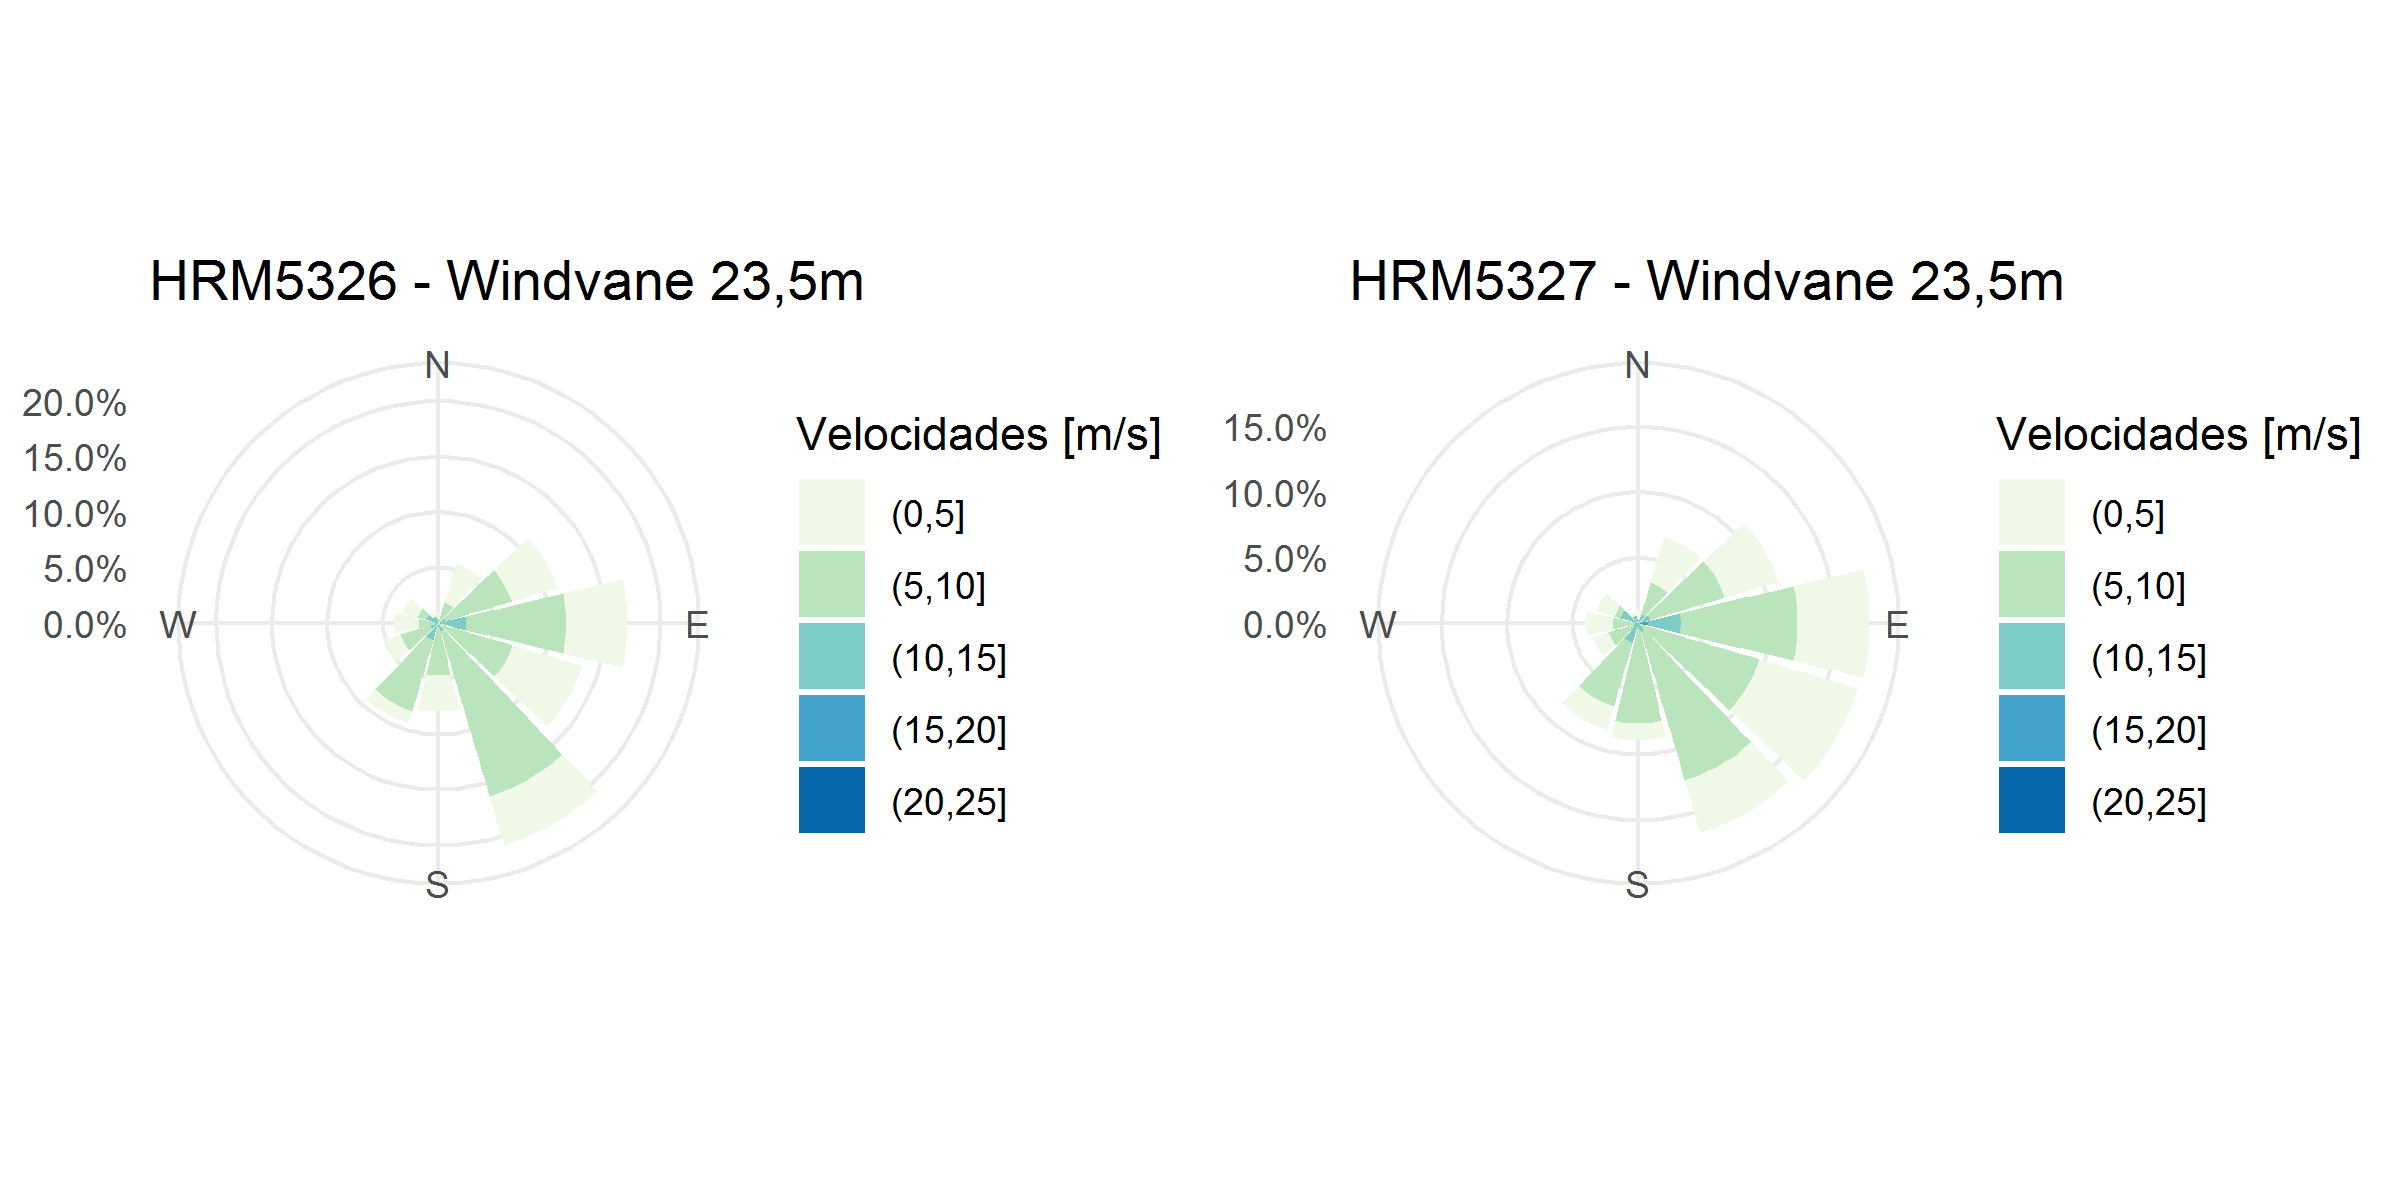 HRM5326 - Windvane 23,5m
N
20.0%
15.0%
10.0%
5.0%
0.0%
W
E
S
Velocidades [m/s]
(0,5]
(5,10]
(10,15]
(15,20]
(20,25]
HRM5327 - Windvane 23,5m
N
15.0%
10.0%
5.0%
0.0%
W
E
S
Velocidades [m/s]
(0,5]
(5,10]
(10,15]
(15,20]
(20,25]